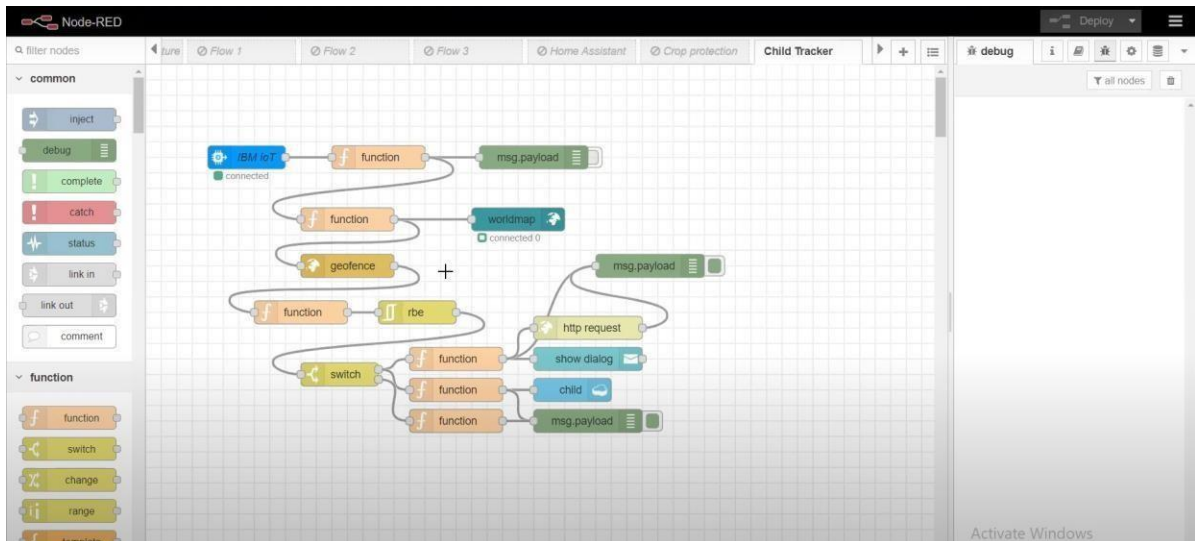 Node-RED
Deploy
filter nodes
ture
Flow 1
Flow 2
Flow 3
Home Assistant
Crop protection
Child Tracker
debug
i
all nodes
common
inject
debug
complete
catch
status
link in
link out
comment
function
function
switch
change
range
template
IBM IoT
connected
function
msg.payload
function
worldmap
connected 0
geofence
msg.payload
function
rbe
http request
switch
function
show dialog
function
child
function
msg.payload
Activate Windows